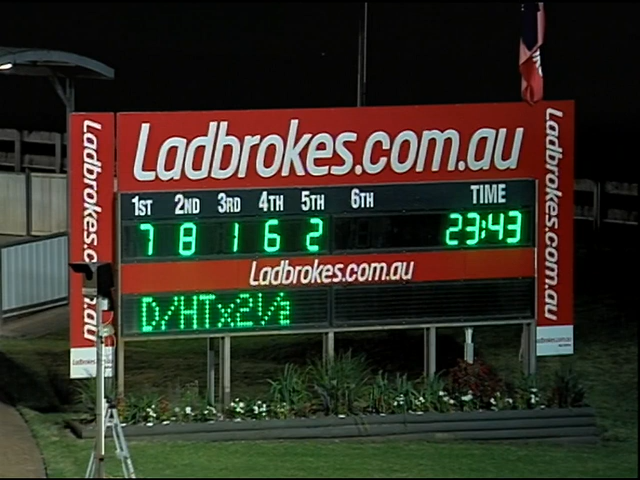 Ladbrokes.com.au
1ST 2ND 3RD 4TH 5TH 6TH TIME
7 8 1 6 2 23:43
Ladbrokes.com.au
D/HTx2½
Ladbrokes.c
.au
Ladbrokes.com.au